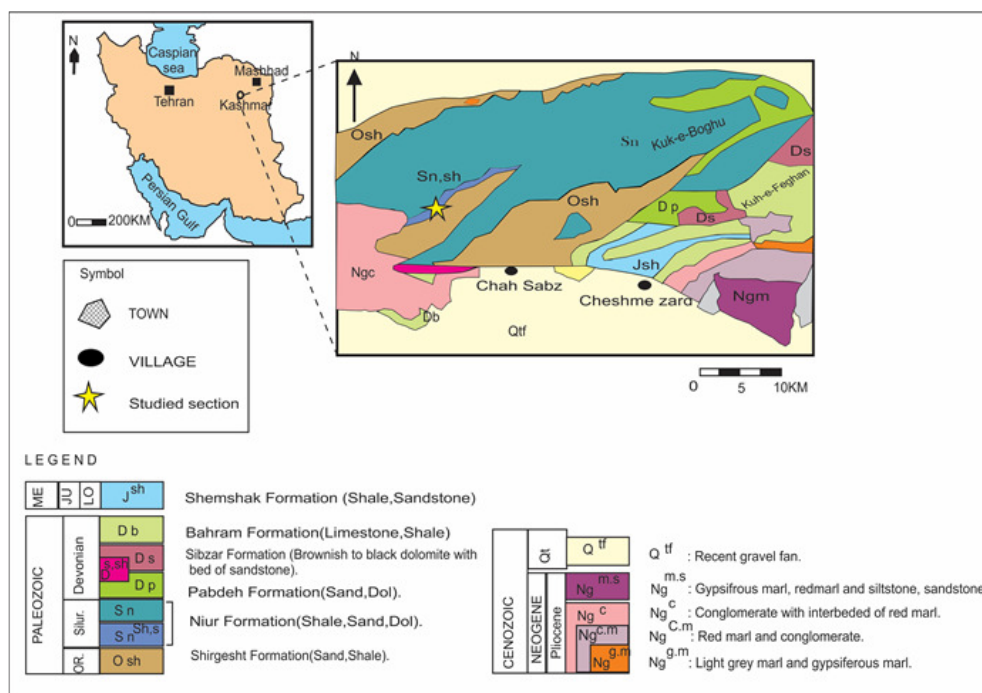 N
Caspian
sea
Mashhad
Tehran
Kashmar
Persian Gulf
0 200KM
N
Osh
Sn
Kuk-e-Boghu
Ds
Sn,sh
Kuh-e-Feghan
D p
Ds
Osh
Jsh
Ngc
Ngm
Chah Sabz
Cheshme zard
Db
Qtf
0 5 10KM
Symbol
TOWN
VILLAGE
Studied section
LEGEND
ME JU LO J sh Shemshak Formation (Shale,Sandstone)
PALEOZOIC
Devonian
D b Bahram Formation(Limestone,Shale)
D s Sibzar Formation (Brownish to black dolomite with
bed of sandstone).
s,sh
D p Pabdeh Formation(Sand,Dol).
Silur.
S n
S n Sh,s
Niur Formation(Shale,Sand,Dol).
OR. O sh Shirgesht Formation(Sand,Shale).
CENOZOIC
Qt Q tf Q tf : Recent gravel fan.
NEOGENE
Pliocene
Ng m.s Ng m.s : Gypsifrous marl, redmarl and siltstone, sandstone
Ng c Ng c : Conglomerate with interbeded of red marl.
Ng c.m Ng C.m : Red marl and conglomerate.
Ng g.m Ng g.m : Light grey marl and gypsiferous marl.